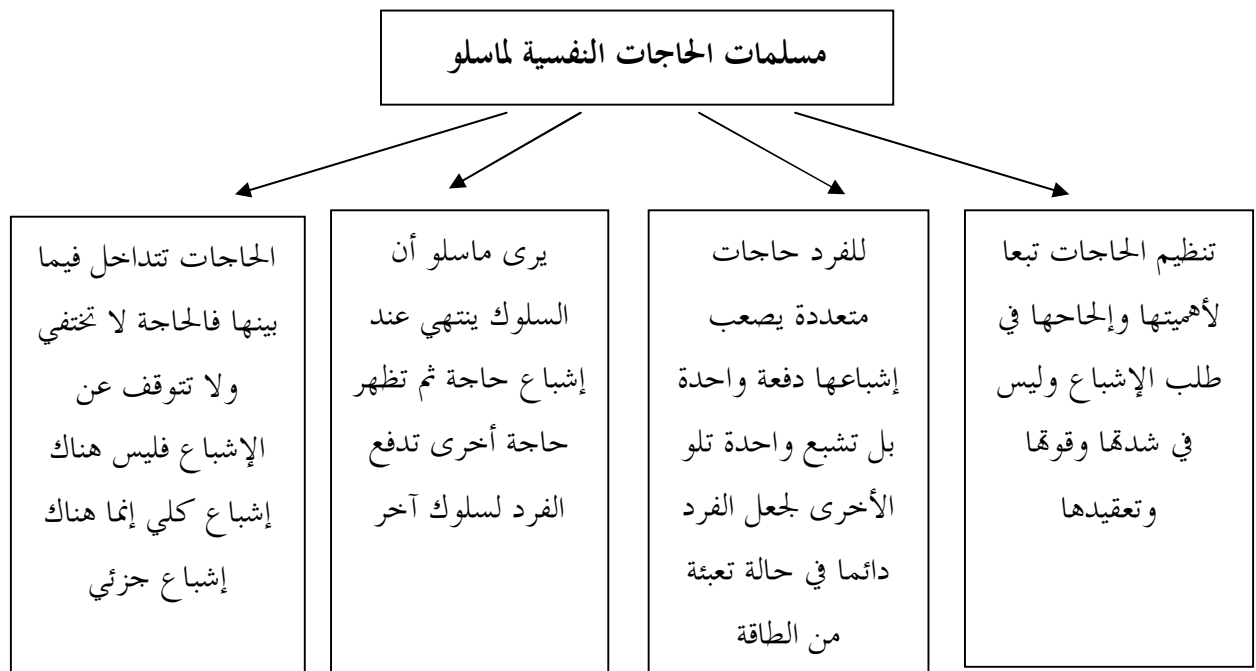 مسلمات الحاجات النفسية لماسلو
تنظيم الحاجات تبعا
لأهميتها وإلحاحها في
طلب الإشباع وليس
في شدتها وقوتها
وتعقيدها
للفرد حاجات
متعددة يصعب
إشباعها دفعة واحدة
بل تشبع واحدة تلو
الأخرى لجعل الفرد
دائما في حالة تعبئة
من الطاقة
يرى ماسلو أن
السلوك ينتهي عند
إشباع حاجة ثم تظهر
حاجة أخرى تدفع
الفرد لسلوك آخر
الحاجات تتداخل فيما
بينها فالحاجة لا تختفي
ولا تتوقف عن
الإشباع فليس هناك
إشباع كلي إنما هناك
إشباع جزئي